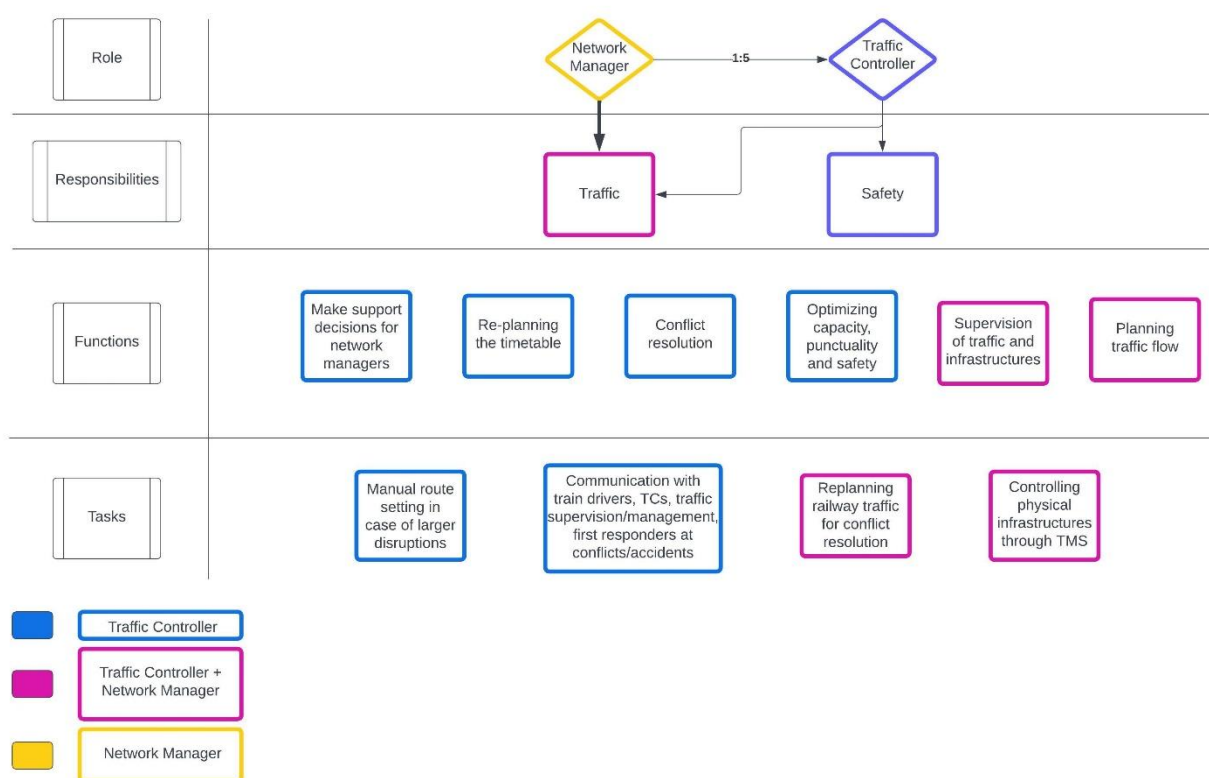 Role
Network
Manager
1:5
Traffic
Controller
Responsibilities
Traffic
Safety
Functions
Make support
decisions for
network
managers
Re-planning
the timetable
Conflict
resolution
Optimizing
capacity,
punctuality
and safety
Supervision
of traffic and
infrastructures
Planning
traffic flow
Tasks
Manual route
setting in
case of larger
disruptions
Communication with
train drivers, TCs, traffic
supervision/management,
first responders at
conflicts/accidents
Replanning
railway traffic
for conflict
resolution
Controlling
physical
infrastructures
through TMS
Traffic Controller
Traffic Controller +
Network Manager
Network Manager